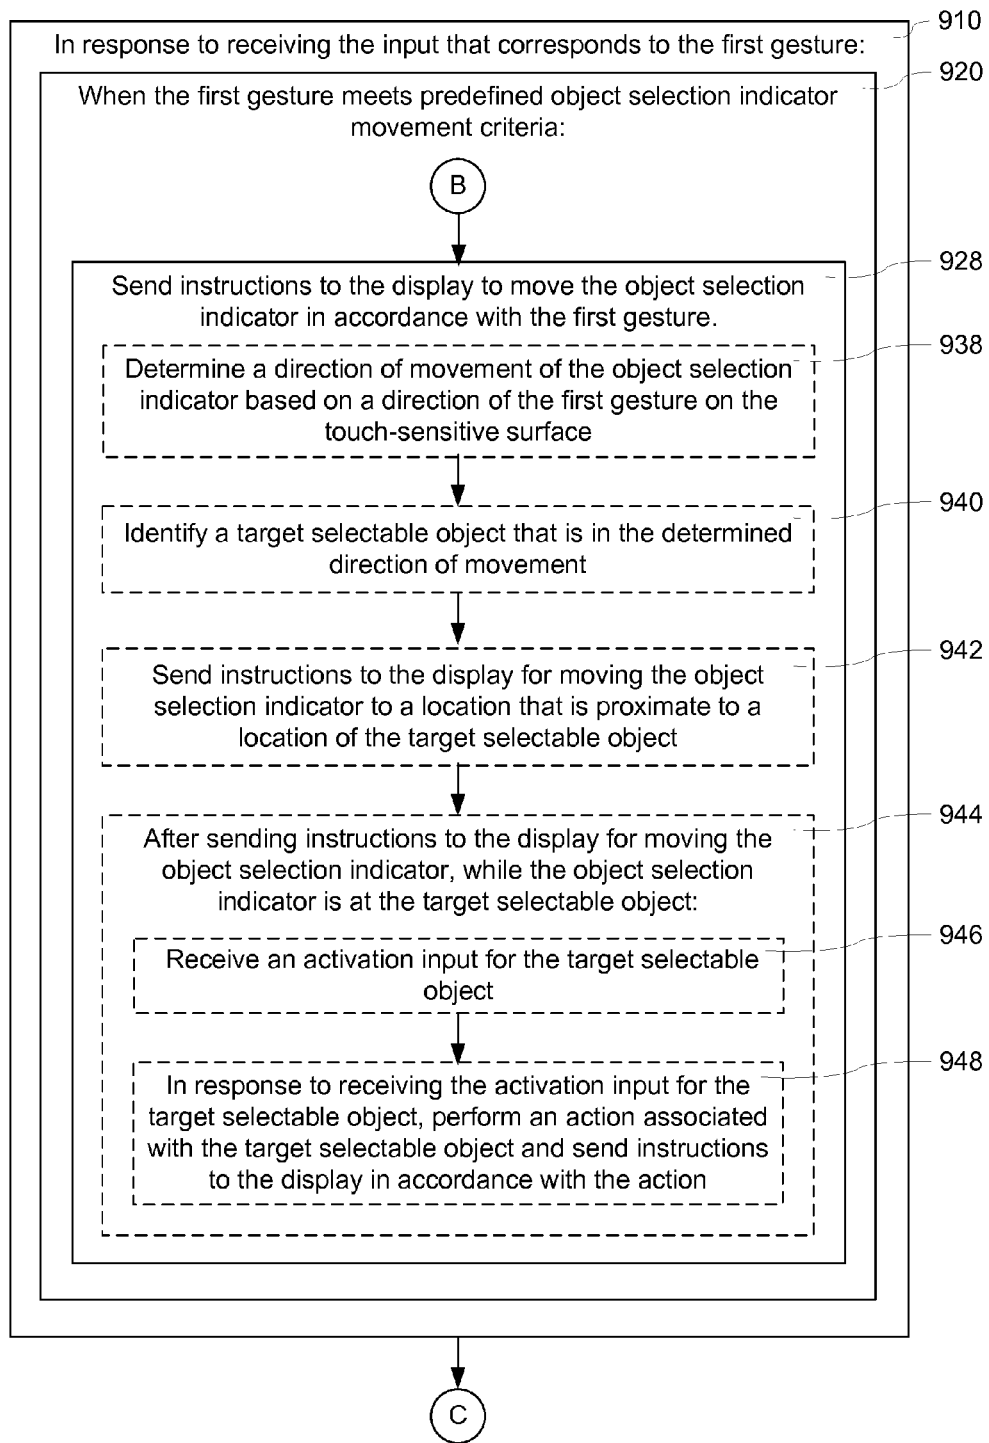 910
In response to receiving the input that corresponds to the first gesture:
920
When the first gesture meets predefined object selection indicator
movement criteria:
B
928
Send instructions to the display to move the object selection
indicator in accordance with the first gesture.
938
Determine a direction of movement of the object selection
indicator based on a direction of the first gesture on the
touch-sensitive surface
940
Identify a target selectable object that is in the determined
direction of movement
942
Send instructions to the display for moving the object
selection indicator to a location that is proximate to a
location of the target selectable object
944
After sending instructions to the display for moving the
object selection indicator, while the object selection
indicator is at the target selectable object:
946
Receive an activation input for the target selectable
object
948
In response to receiving the activation input for the
target selectable object, perform an action associated
with the target selectable object and send instructions
to the display in accordance with the action
C